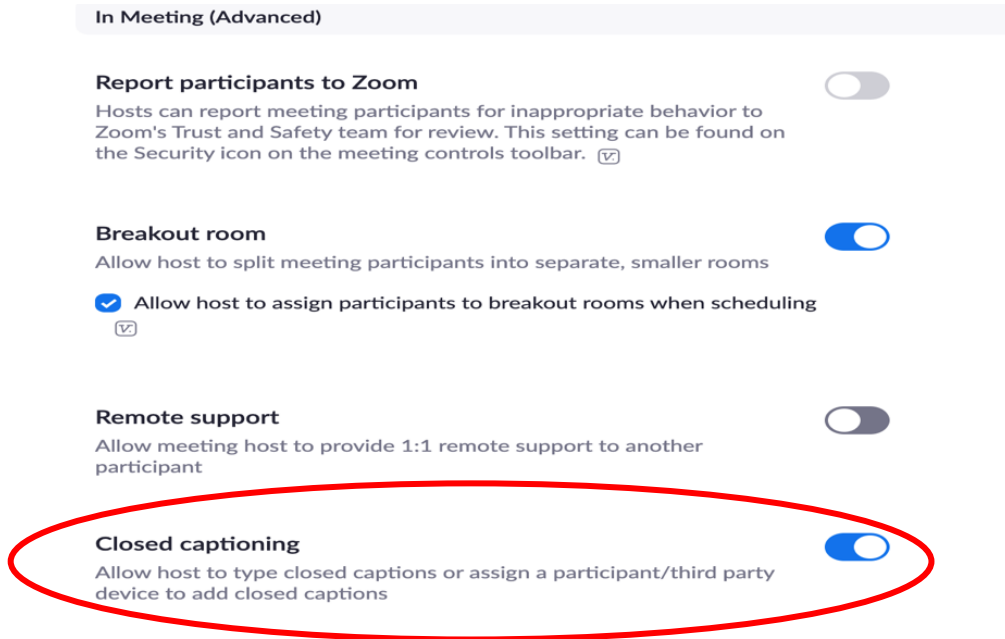 In Meeting (Advanced)
Report participants to Zoom
Hosts can report meeting participants for inappropriate behavior to
Zoom's Trust and Safety team for review. This setting can be found on
the Security icon on the meeting controls toolbar.
Breakout room
Allow host to split meeting participants into separate, smaller rooms
Allow host to assign participants to breakout rooms when scheduling
Remote support
Allow meeting host to provide 1:1 remote support to another
participant
Closed captioning
Allow host to type closed captions or assign a participant/third party
device to add closed captions